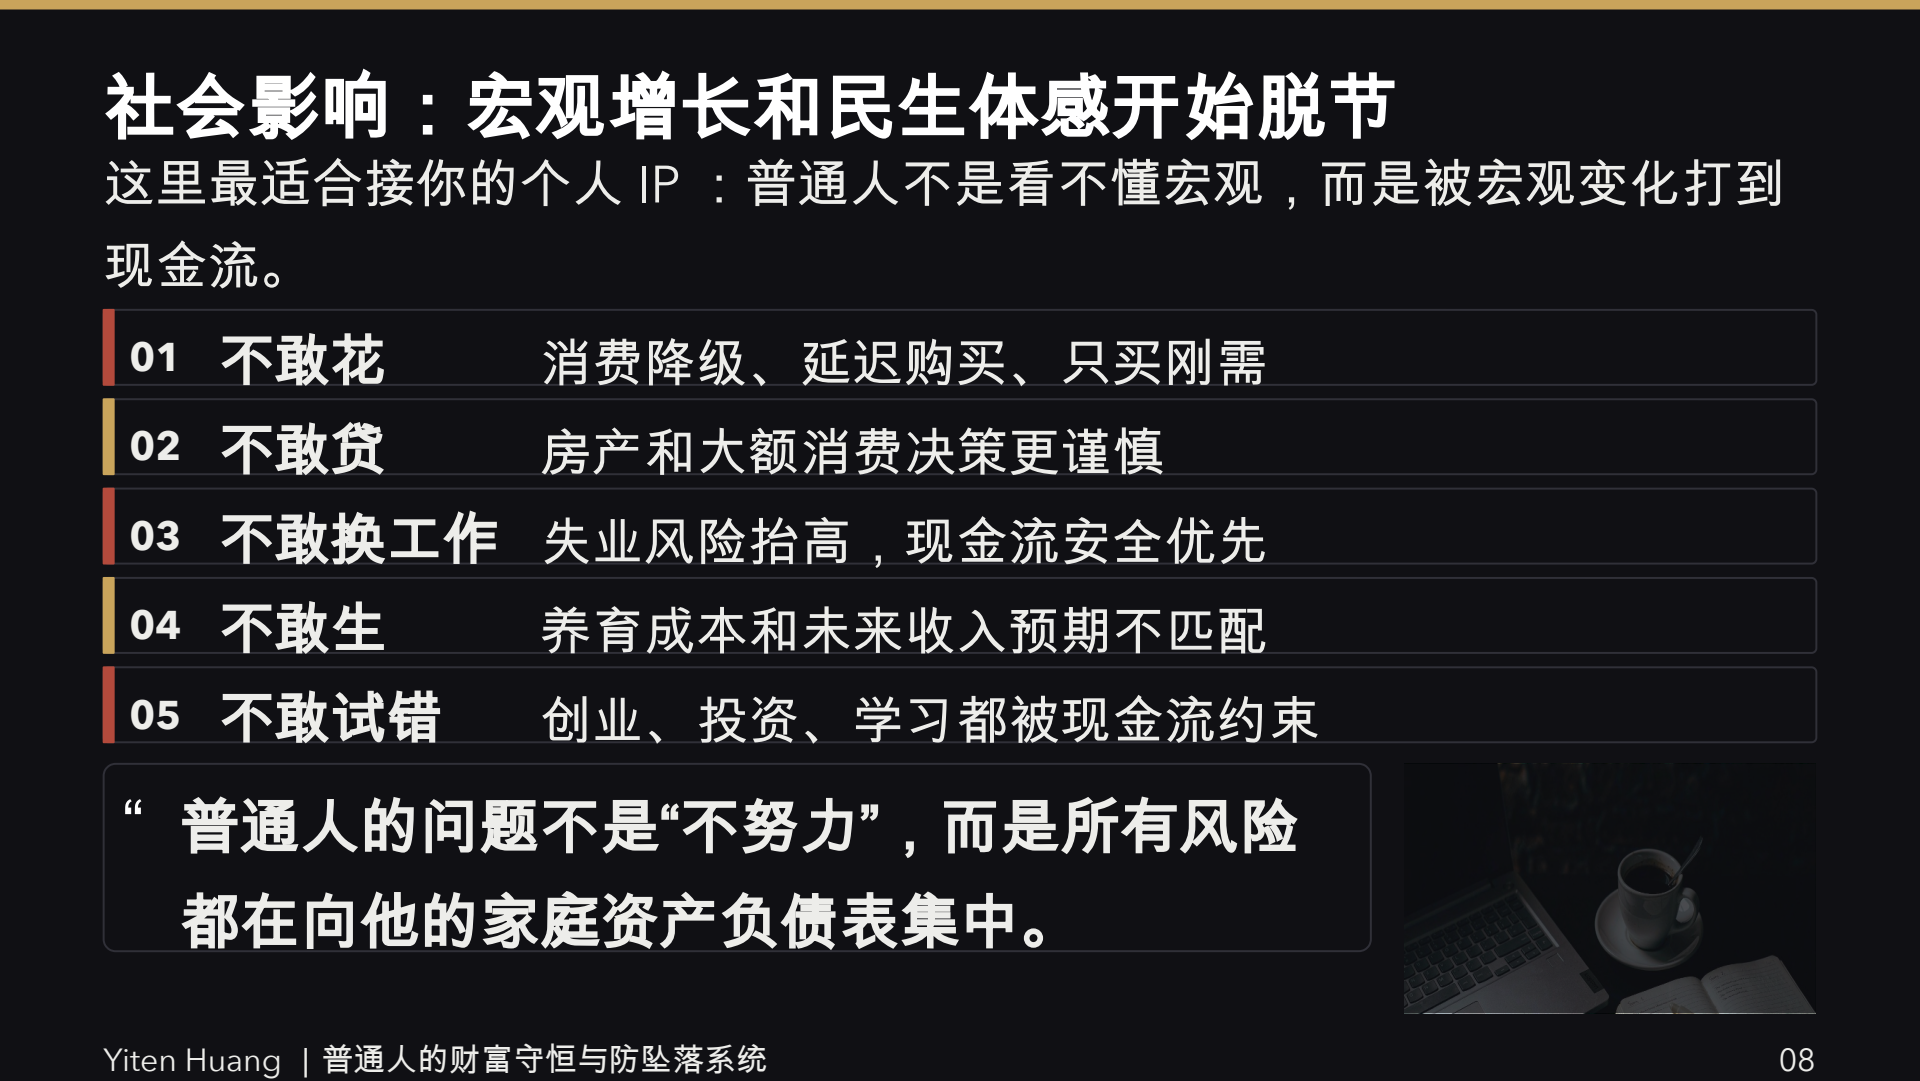 社会影响：宏观增长和民生体感开始脱节
这里最适合接你的个人 IP ：普通人不是看不懂宏观，而是被宏观变化打到
现金流。
01 不敢花 消费降级、延迟购买、只买刚需
02 不敢贷 房产和大额消费决策更谨慎
03 不敢换工作 失业风险抬高，现金流安全优先
04 不敢生 养育成本和未来收入预期不匹配
05 不敢试错 创业、投资、学习都被现金流约束
“ 普通人的问题不是“不努力”，而是所有风险
都在向他的家庭资产负债表集中。
Yiten Huang ｜普通人的财富守恒与防坠落系统
08